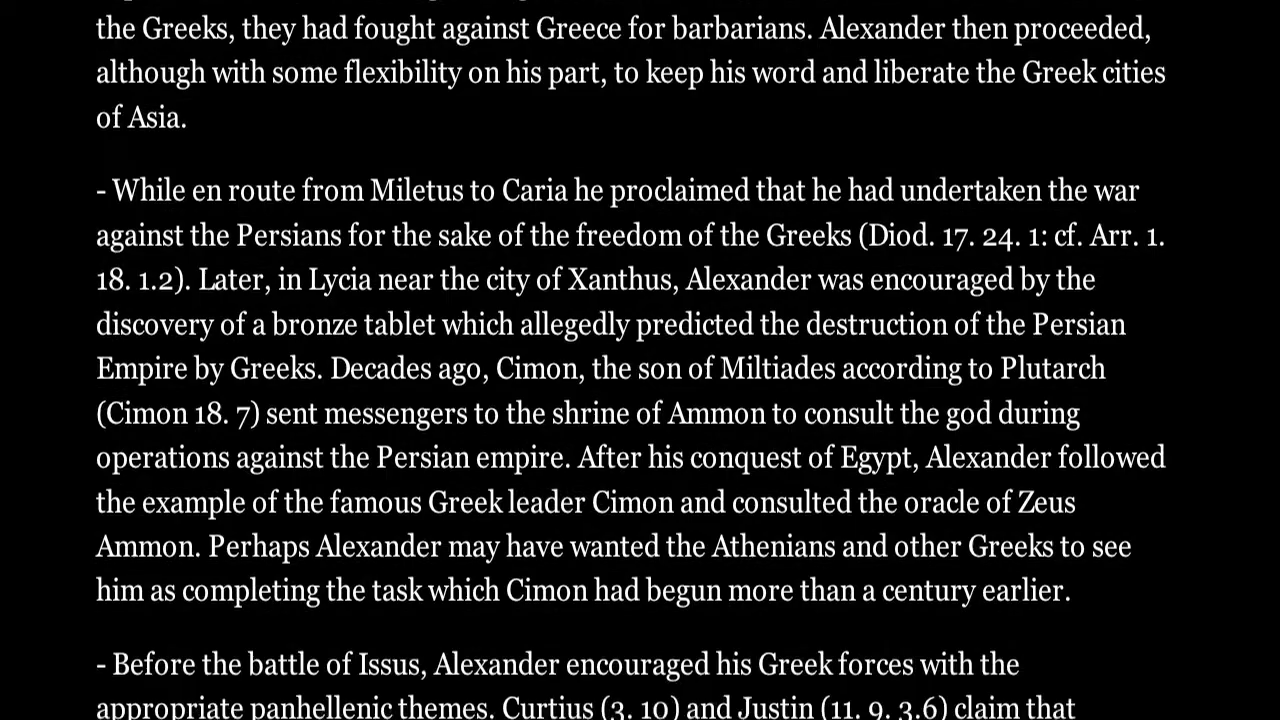 the Greeks, they had fought against Greece for barbarians. Alexander then proceeded,
although with some flexibility on his part, to keep his word and liberate the Greek cities
of Asia.
- While en route from Miletus to Caria he proclaimed that he had undertaken the war
against the Persians for the sake of the freedom of the Greeks (Diod. 17. 24. 1: cf. Arr. 1.
18. 1.2). Later, in Lycia near the city of Xanthus, Alexander was encouraged by the
discovery of a bronze tablet which allegedly predicted the destruction of the Persian
Empire by Greeks. Decades ago, Cimon, the son of Miltiades according to Plutarch
(Cimon 18. 7) sent messengers to the shrine of Ammon to consult the god during
operations against the Persian empire. After his conquest of Egypt, Alexander followed
the example of the famous Greek leader Cimon and consulted the oracle of Zeus
Ammon. Perhaps Alexander may have wanted the Athenians and other Greeks to see
him as completing the task which Cimon had begun more than a century earlier.
- Before the battle of Issus, Alexander encouraged his Greek forces with the
appropriate panhellenic themes. Curtius (3. 10) and Justin (11. 9. 3.6) claim that